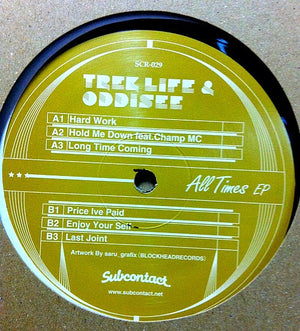 SCR-029
TREK LIFE &
ODDISEE
A1 Hard Work
A2 Hold Me Down feat.Champ MC
A3 Long Time Coming
All Times EP
B1 Price Ive Paid
B2 Enjoy Your Self
B3 Last Joint
Artwork By saru_grafix (BLOCKHEADRECORDS)
Subcontact
www.subcontact.net